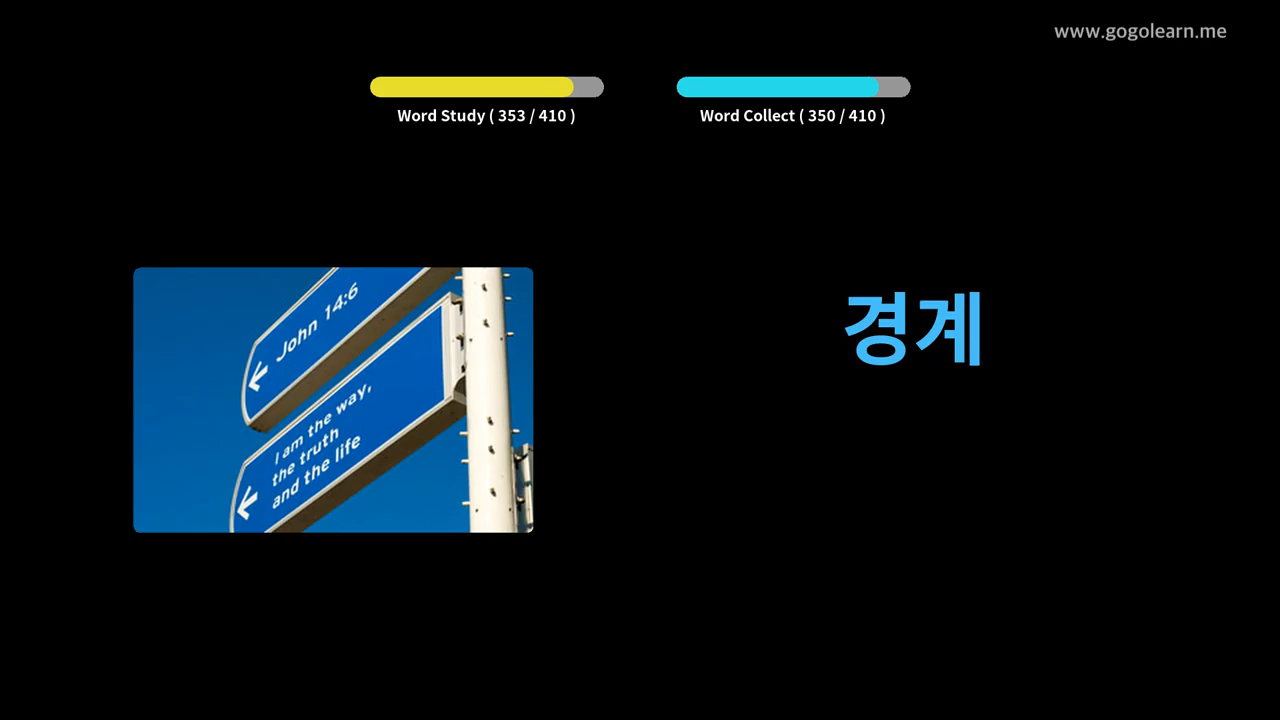 www.gogolearn.me
Word Study ( 353 / 410 )
Word Collect ( 350 / 410 )
John 14:6
I am the way,
the truth
and the life
경계